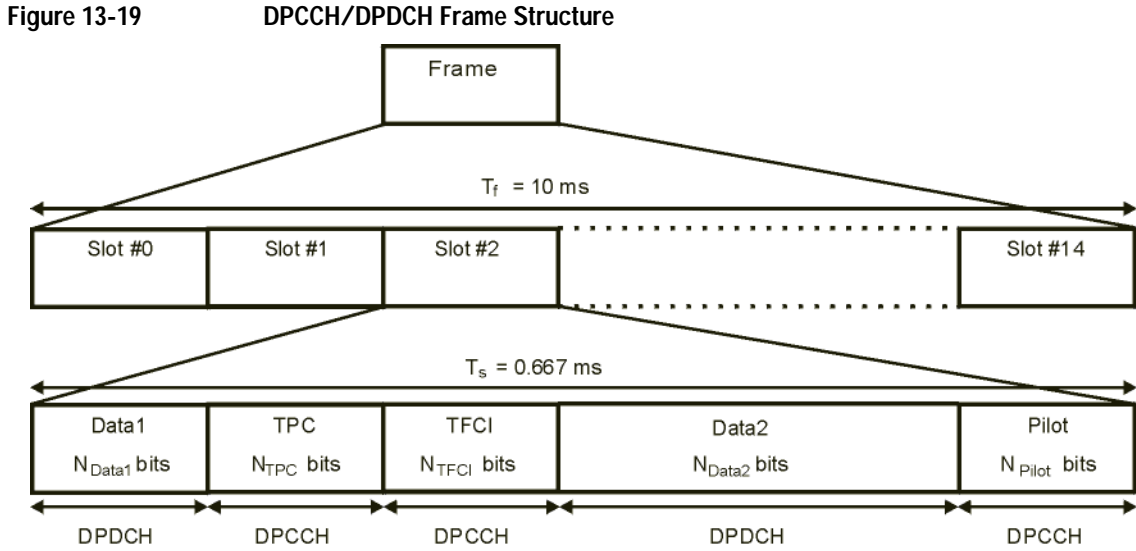 Figure 13-19 DPCCH/DPDCH Frame Structure
Frame
Tf = 10 ms
Slot #0 Slot #1 Slot #2 Slot #14
Ts = 0.667 ms
Data1 TPC TFCI Data2 Pilot
NData1 bits NTPC bits NTFCI bits NData2 bits NPilot bits
DPDCH DPCCH DPCCH DPDCH DPCCH